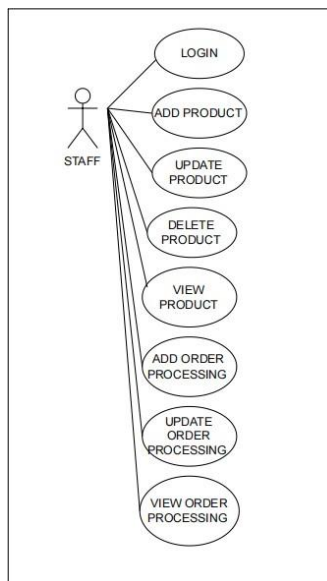 LOGIN
ADD PRODUCT
STAFF
UPDATE
PRODUCT
DELETE
PRODUCT
VIEW
PRODUCT
ADD ORDER
PROCESSING
UPDATE
ORDER
PROCESSING
VIEW ORDER
PROCESSING